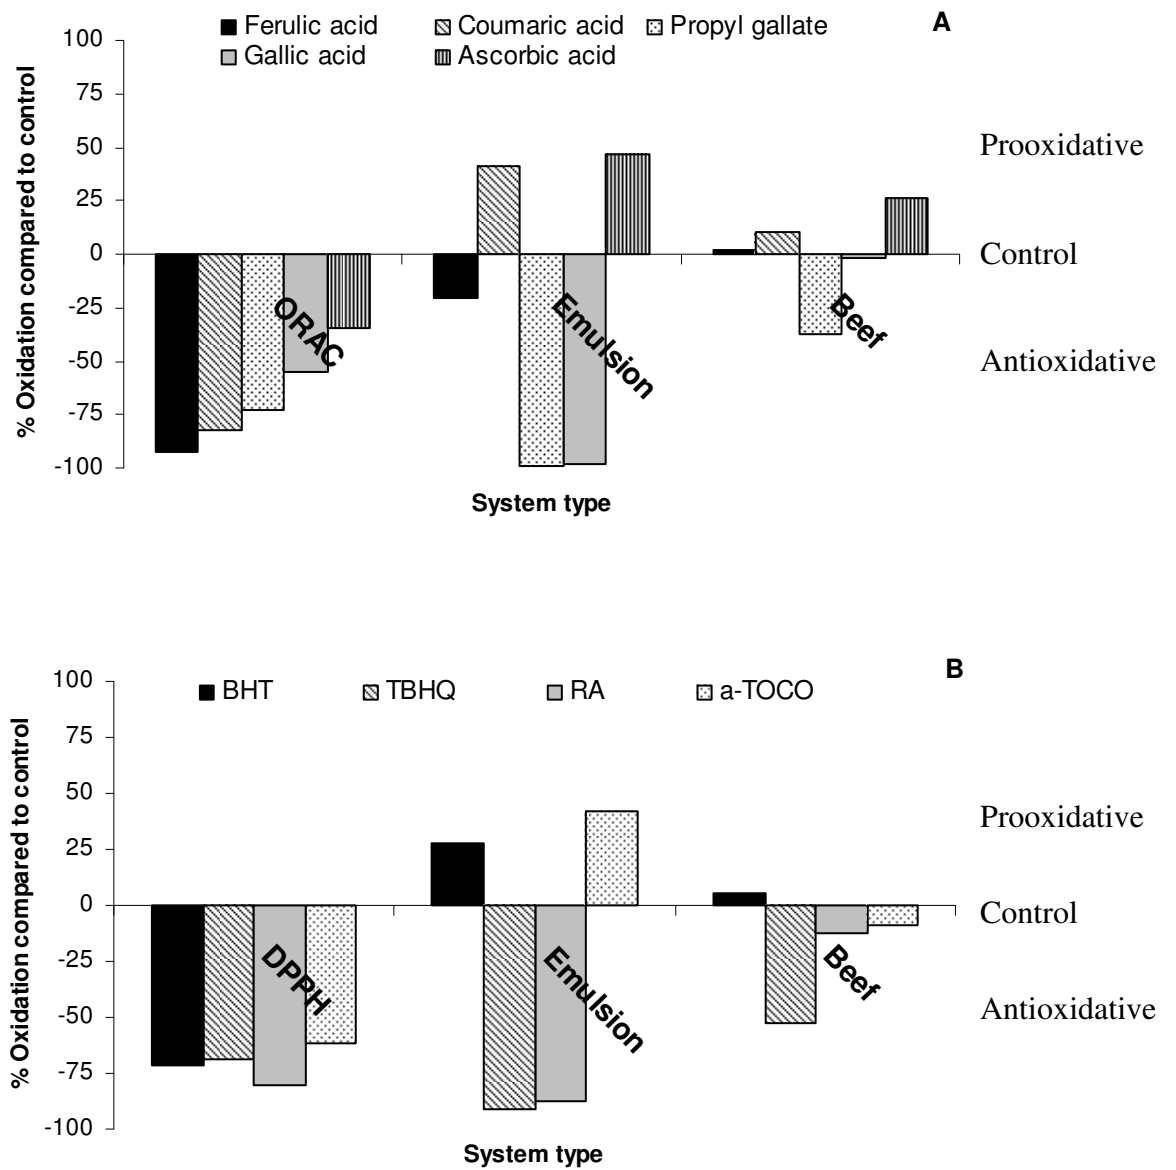 A
Ferulic acid Coumaric acid Propyl gallate
Gallic acid Ascorbic acid
% Oxidation compared to control
100
75
50
25
0
-25
-50
-75
-100
ORAC
Emulsion
Beef
System type
Prooxidative
Control
Antioxidative
B
BHT TBHQ RA a-TOCO
% Oxidation compared to control
100
75
50
25
0
-25
-50
-75
-100
DPPH
Emulsion
Beef
System type
Prooxidative
Control
Antioxidative